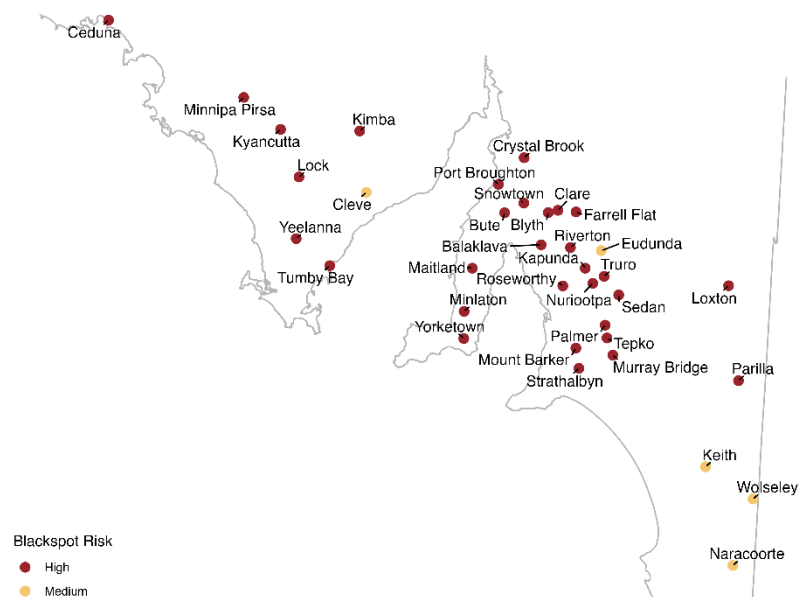 Ceduna
Minnipa Pirsa
Kyancutta
Kimba
Lock
Cleve
Yeelanna
Tumby Bay
Crystal Brook
Port Broughton
Snowtown
Clare
Bute
Blyth
Farrell Flat
Riverton
Balaklava
Eudunda
Kapunda
Truro
Maitland
Roseworthy
Nuriootpa
Sedan
Loxton
Minlaton
Yorketown
Palmer
Tepko
Mount Barker
Murray Bridge
Parilla
Strathalbyn
Keith
Wolseley
Naracoorte
Blackspot Risk
High
Medium